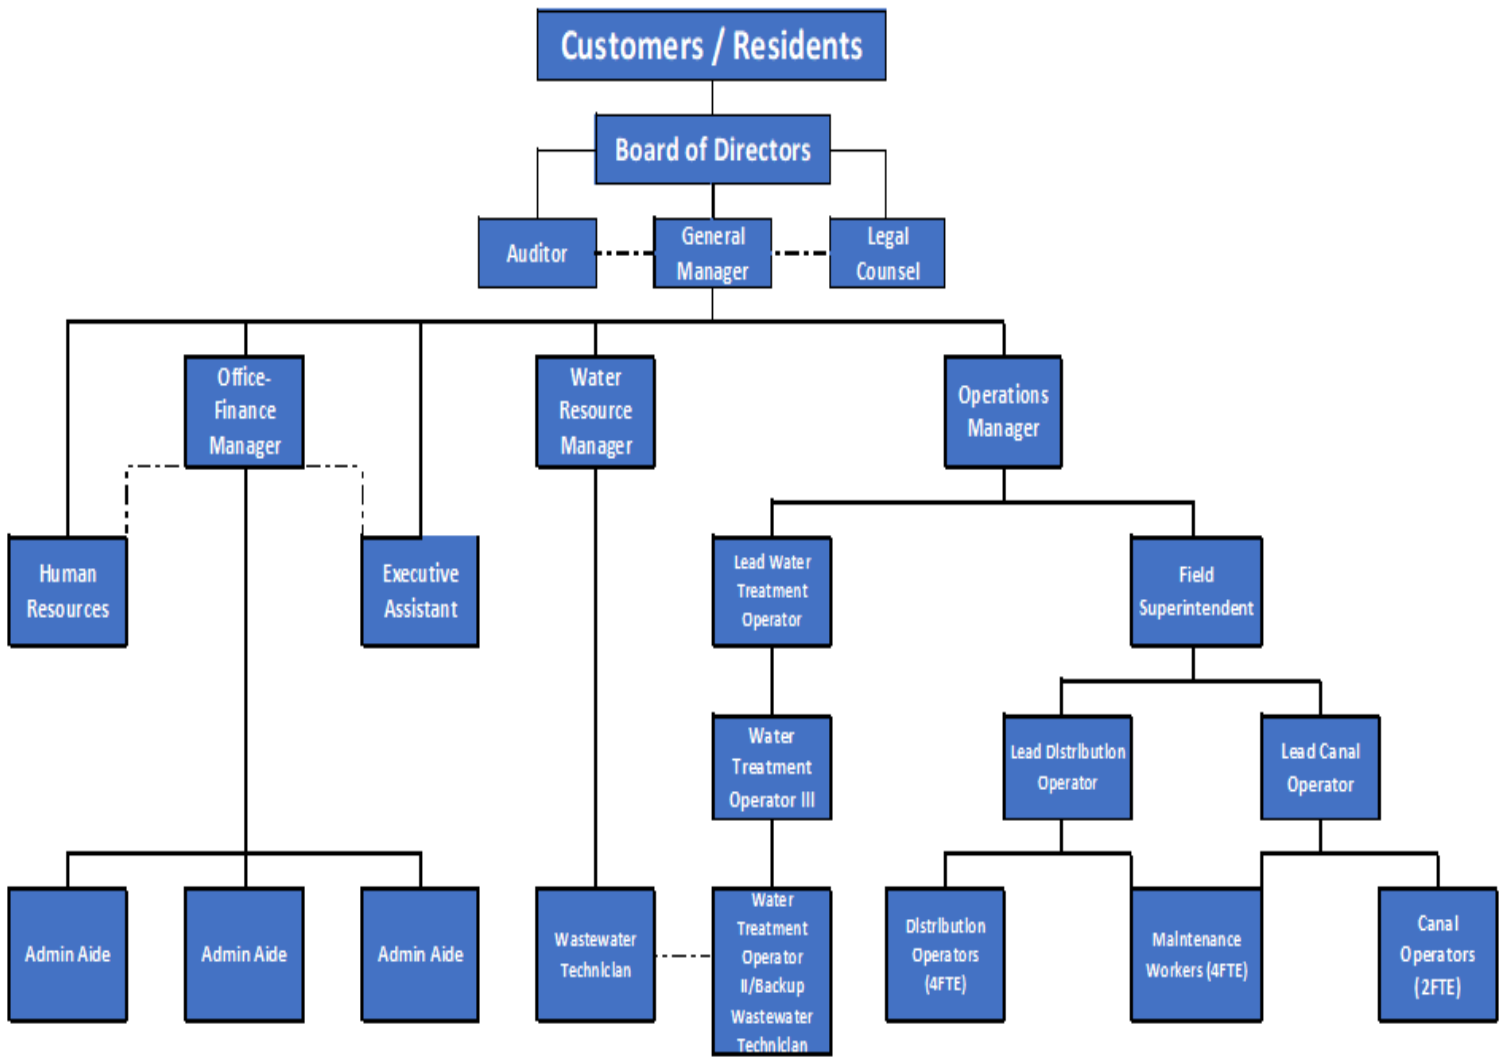 Customers / Residents
Board of Directors
Auditor
General
Manager
Legal
Counsel
Office-
Finance
Manager
Water
Resource
Manager
Operations
Manager
Human
Resources
Executive
Assistant
Lead Water
Treatment
Operator
Field
Superintendent
Water
Treatment
Operator III
Lead Distribution
Operator
Lead Canal
Operator
Admin Aide
Admin Aide
Admin Aide
Wastewater
Technician
Water
Treatment
Operator
II/Backup
Wastewater
Technician
Distribution
Operators
(4FTE)
Maintenance
Workers (4FTE)
Canal
Operators
(2FTE)